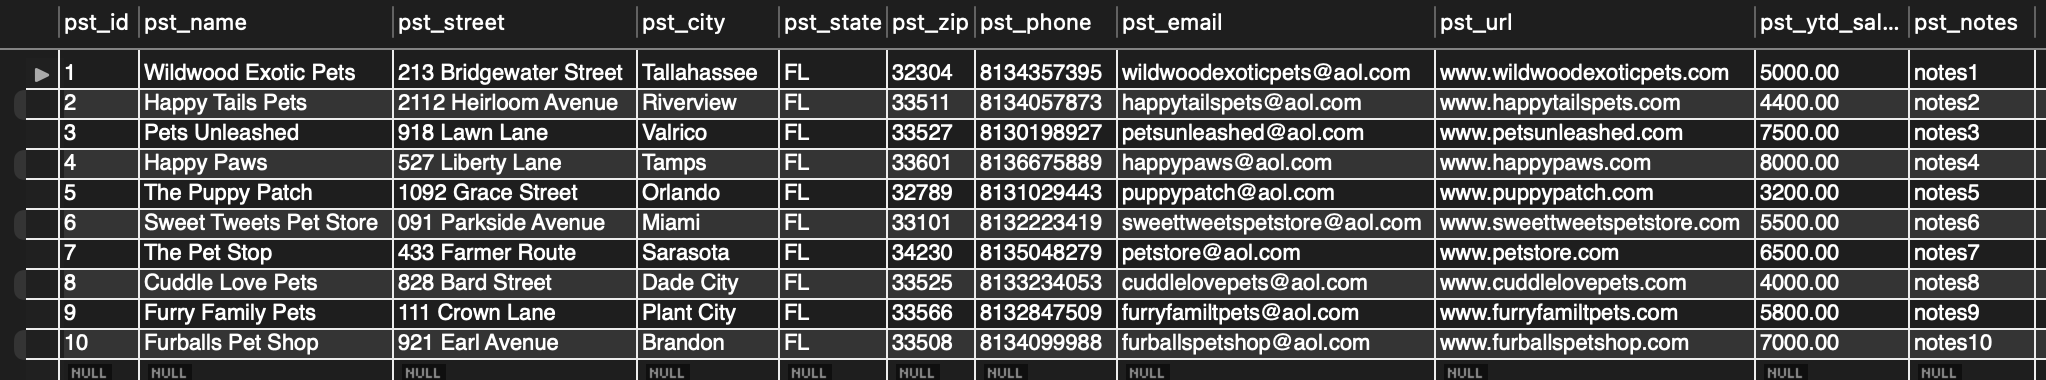 pst_id pst_name pst_street pst_city pst_state pst_zip pst_phone pst_email pst_url pst_ytd_sal... pst_notes
1 Wildwood Exotic Pets 213 Bridgewater Street Tallahassee FL 32304 8134357395 wildwoodexoticpets@aol.com www.wildwoodexoticpets.com 5000.00 notes1
2 Happy Tails Pets 2112 Heirloom Avenue Riverview FL 33511 8134057873 happytailspets@aol.com www.happytailspets.com 4400.00 notes2
3 Pets Unleashed 918 Lawn Lane Valrico FL 33527 8130198927 petsunleashed@aol.com www.petsunleashed.com 7500.00 notes3
4 Happy Paws 527 Liberty Lane Tamps FL 33601 8136675889 happypaws@aol.com www.happypaws.com 8000.00 notes4
5 The Puppy Patch 1092 Grace Street Orlando FL 32789 8131029443 puppypatch@aol.com www.puppypatch.com 3200.00 notes5
6 Sweet Tweets Pet Store 091 Parkside Avenue Miami FL 33101 8132223419 sweettweetspetstore@aol.com www.sweettweetspetstore.com 5500.00 notes6
7 The Pet Stop 433 Farmer Route Sarasota FL 34230 8135048279 petstore@aol.com www.petstore.com 6500.00 notes7
8 Cuddle Love Pets 828 Bard Street Dade City FL 33525 8133234053 cuddlelovepets@aol.com www.cuddlelovepets.com 4000.00 notes8
9 Furry Family Pets 111 Crown Lane Plant City FL 33566 8132847509 furryfamiltpets@aol.com www.furryfamiltpets.com 5800.00 notes9
10 Furballs Pet Shop 921 Earl Avenue Brandon FL 33508 8134099988 furballspetshop@aol.com www.furballspetshop.com 7000.00 notes10
NULL NULL NULL NULL NULL NULL NULL NULL NULL NULL NULL